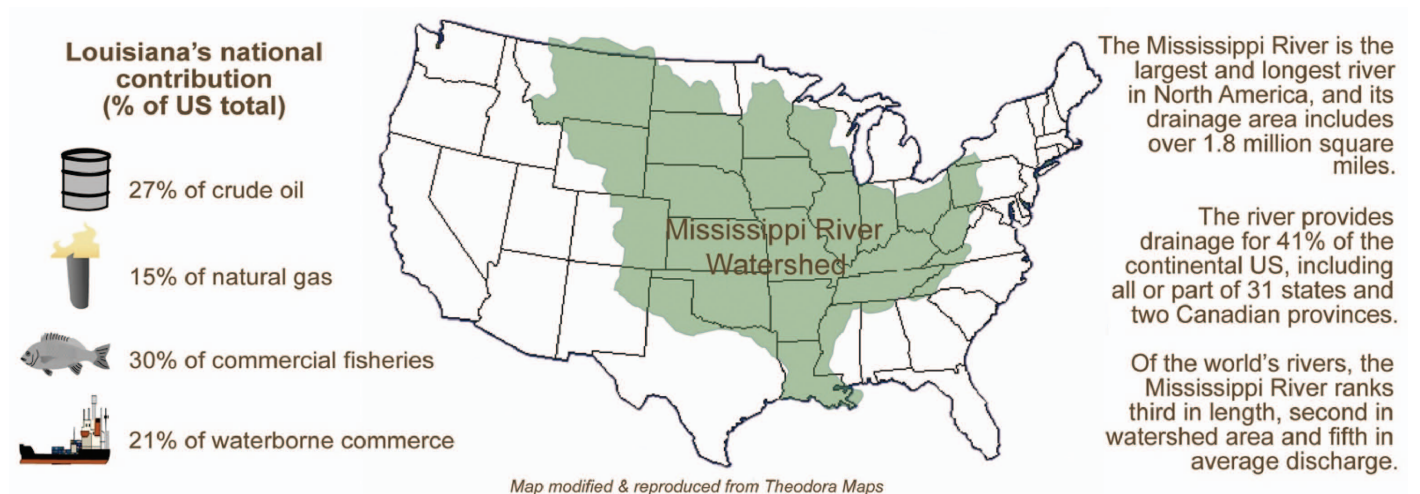 Louisiana's national
contribution
(% of US total)
27% of crude oil
15% of natural gas
30% of commercial fisheries
21% of waterborne commerce
Mississippi River
Watershed
Map modified & reproduced from Theodora Maps
The Mississippi River is the
largest and longest river
in North America, and its
drainage area includes
over 1.8 million square
miles.
The river provides
drainage for 41% of the
continental US, including
all or part of 31 states and
two Canadian provinces.
Of the world's rivers, the
Mississippi River ranks
third in length, second in
watershed area and fifth in
average discharge.